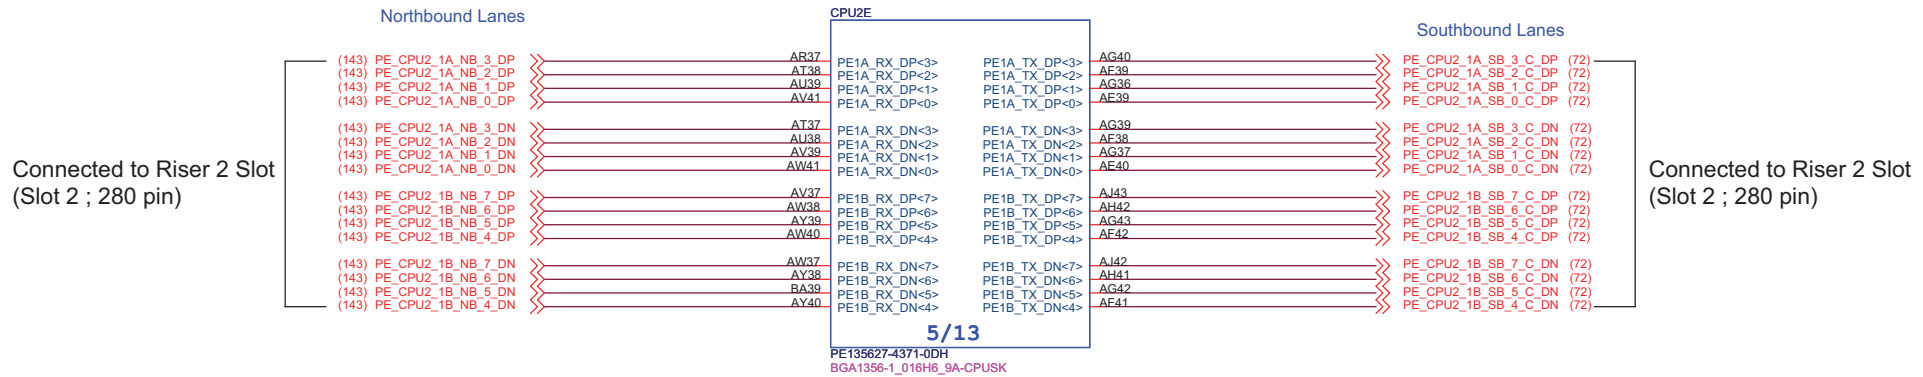 Northbound Lanes
CPU2E
Southbound Lanes
(143) PE_CPU2_1A_NB_3_DP AR37 PE1A_RX_DP<3> PE1A_TX_DP<3> AG40 PE_CPU2_1A_SB_3_C_DP (72)
(143) PE_CPU2_1A_NB_2_DP AT38 PE1A_RX_DP<2> PE1A_TX_DP<2> AF39 PE_CPU2_1A_SB_2_C_DP (72)
(143) PE_CPU2_1A_NB_1_DP AU39 PE1A_RX_DP<1> PE1A_TX_DP<1> AG36 PE_CPU2_1A_SB_1_C_DP (72)
(143) PE_CPU2_1A_NB_0_DP AV41 PE1A_RX_DP<0> PE1A_TX_DP<0> AE39 PE_CPU2_1A_SB_0_C_DP (72)
(143) PE_CPU2_1A_NB_3_DN AT37 PE1A_RX_DN<3> PE1A_TX_DN<3> AG39 PE_CPU2_1A_SB_3_C_DN (72)
(143) PE_CPU2_1A_NB_2_DN AU38 PE1A_RX_DN<2> PE1A_TX_DN<2> AF38 PE_CPU2_1A_SB_2_C_DN (72)
(143) PE_CPU2_1A_NB_1_DN AV39 PE1A_RX_DN<1> PE1A_TX_DN<1> AG37 PE_CPU2_1A_SB_1_C_DN (72)
(143) PE_CPU2_1A_NB_0_DN AW41 PE1A_RX_DN<0> PE1A_TX_DN<0> AE40 PE_CPU2_1A_SB_0_C_DN (72)
Connected to Riser 2 Slot
(Slot 2 ; 280 pin)
Connected to Riser 2 Slot
(Slot 2 ; 280 pin)
(143) PE_CPU2_1B_NB_7_DP AV37 PE1B_RX_DP<7> PE1B_TX_DP<7> AJ43 PE_CPU2_1B_SB_7_C_DP (72)
(143) PE_CPU2_1B_NB_6_DP AW38 PE1B_RX_DP<6> PE1B_TX_DP<6> AH42 PE_CPU2_1B_SB_6_C_DP (72)
(143) PE_CPU2_1B_NB_5_DP AY39 PE1B_RX_DP<5> PE1B_TX_DP<5> AG43 PE_CPU2_1B_SB_5_C_DP (72)
(143) PE_CPU2_1B_NB_4_DP AW40 PE1B_RX_DP<4> PE1B_TX_DP<4> AF42 PE_CPU2_1B_SB_4_C_DP (72)
(143) PE_CPU2_1B_NB_7_DN AW37 PE1B_RX_DN<7> PE1B_TX_DN<7> AJ42 PE_CPU2_1B_SB_7_C_DN (72)
(143) PE_CPU2_1B_NB_6_DN AY38 PE1B_RX_DN<6> PE1B_TX_DN<6> AH41 PE_CPU2_1B_SB_6_C_DN (72)
(143) PE_CPU2_1B_NB_5_DN BA39 PE1B_RX_DN<5> PE1B_TX_DN<5> AG42 PE_CPU2_1B_SB_5_C_DN (72)
(143) PE_CPU2_1B_NB_4_DN AY40 PE1B_RX_DN<4> PE1B_TX_DN<4> AF41 PE_CPU2_1B_SB_4_C_DN (72)
5/13
PE135627-4371-0DH
BGA1356-1_016H6_9A-CPUSK